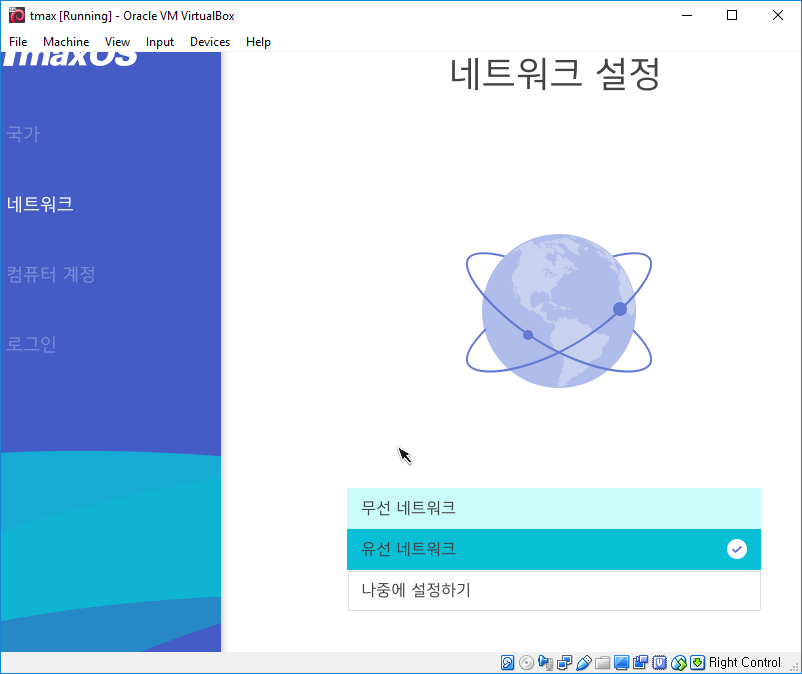 tmax [Running] - Oracle VM VirtualBox
File Machine View Input Devices Help
TmaxOS
국가
네트워크
컴퓨터 계정
로그인
네트워크 설정
무선 네트워크
유선 네트워크
나중에 설정하기
Right Control